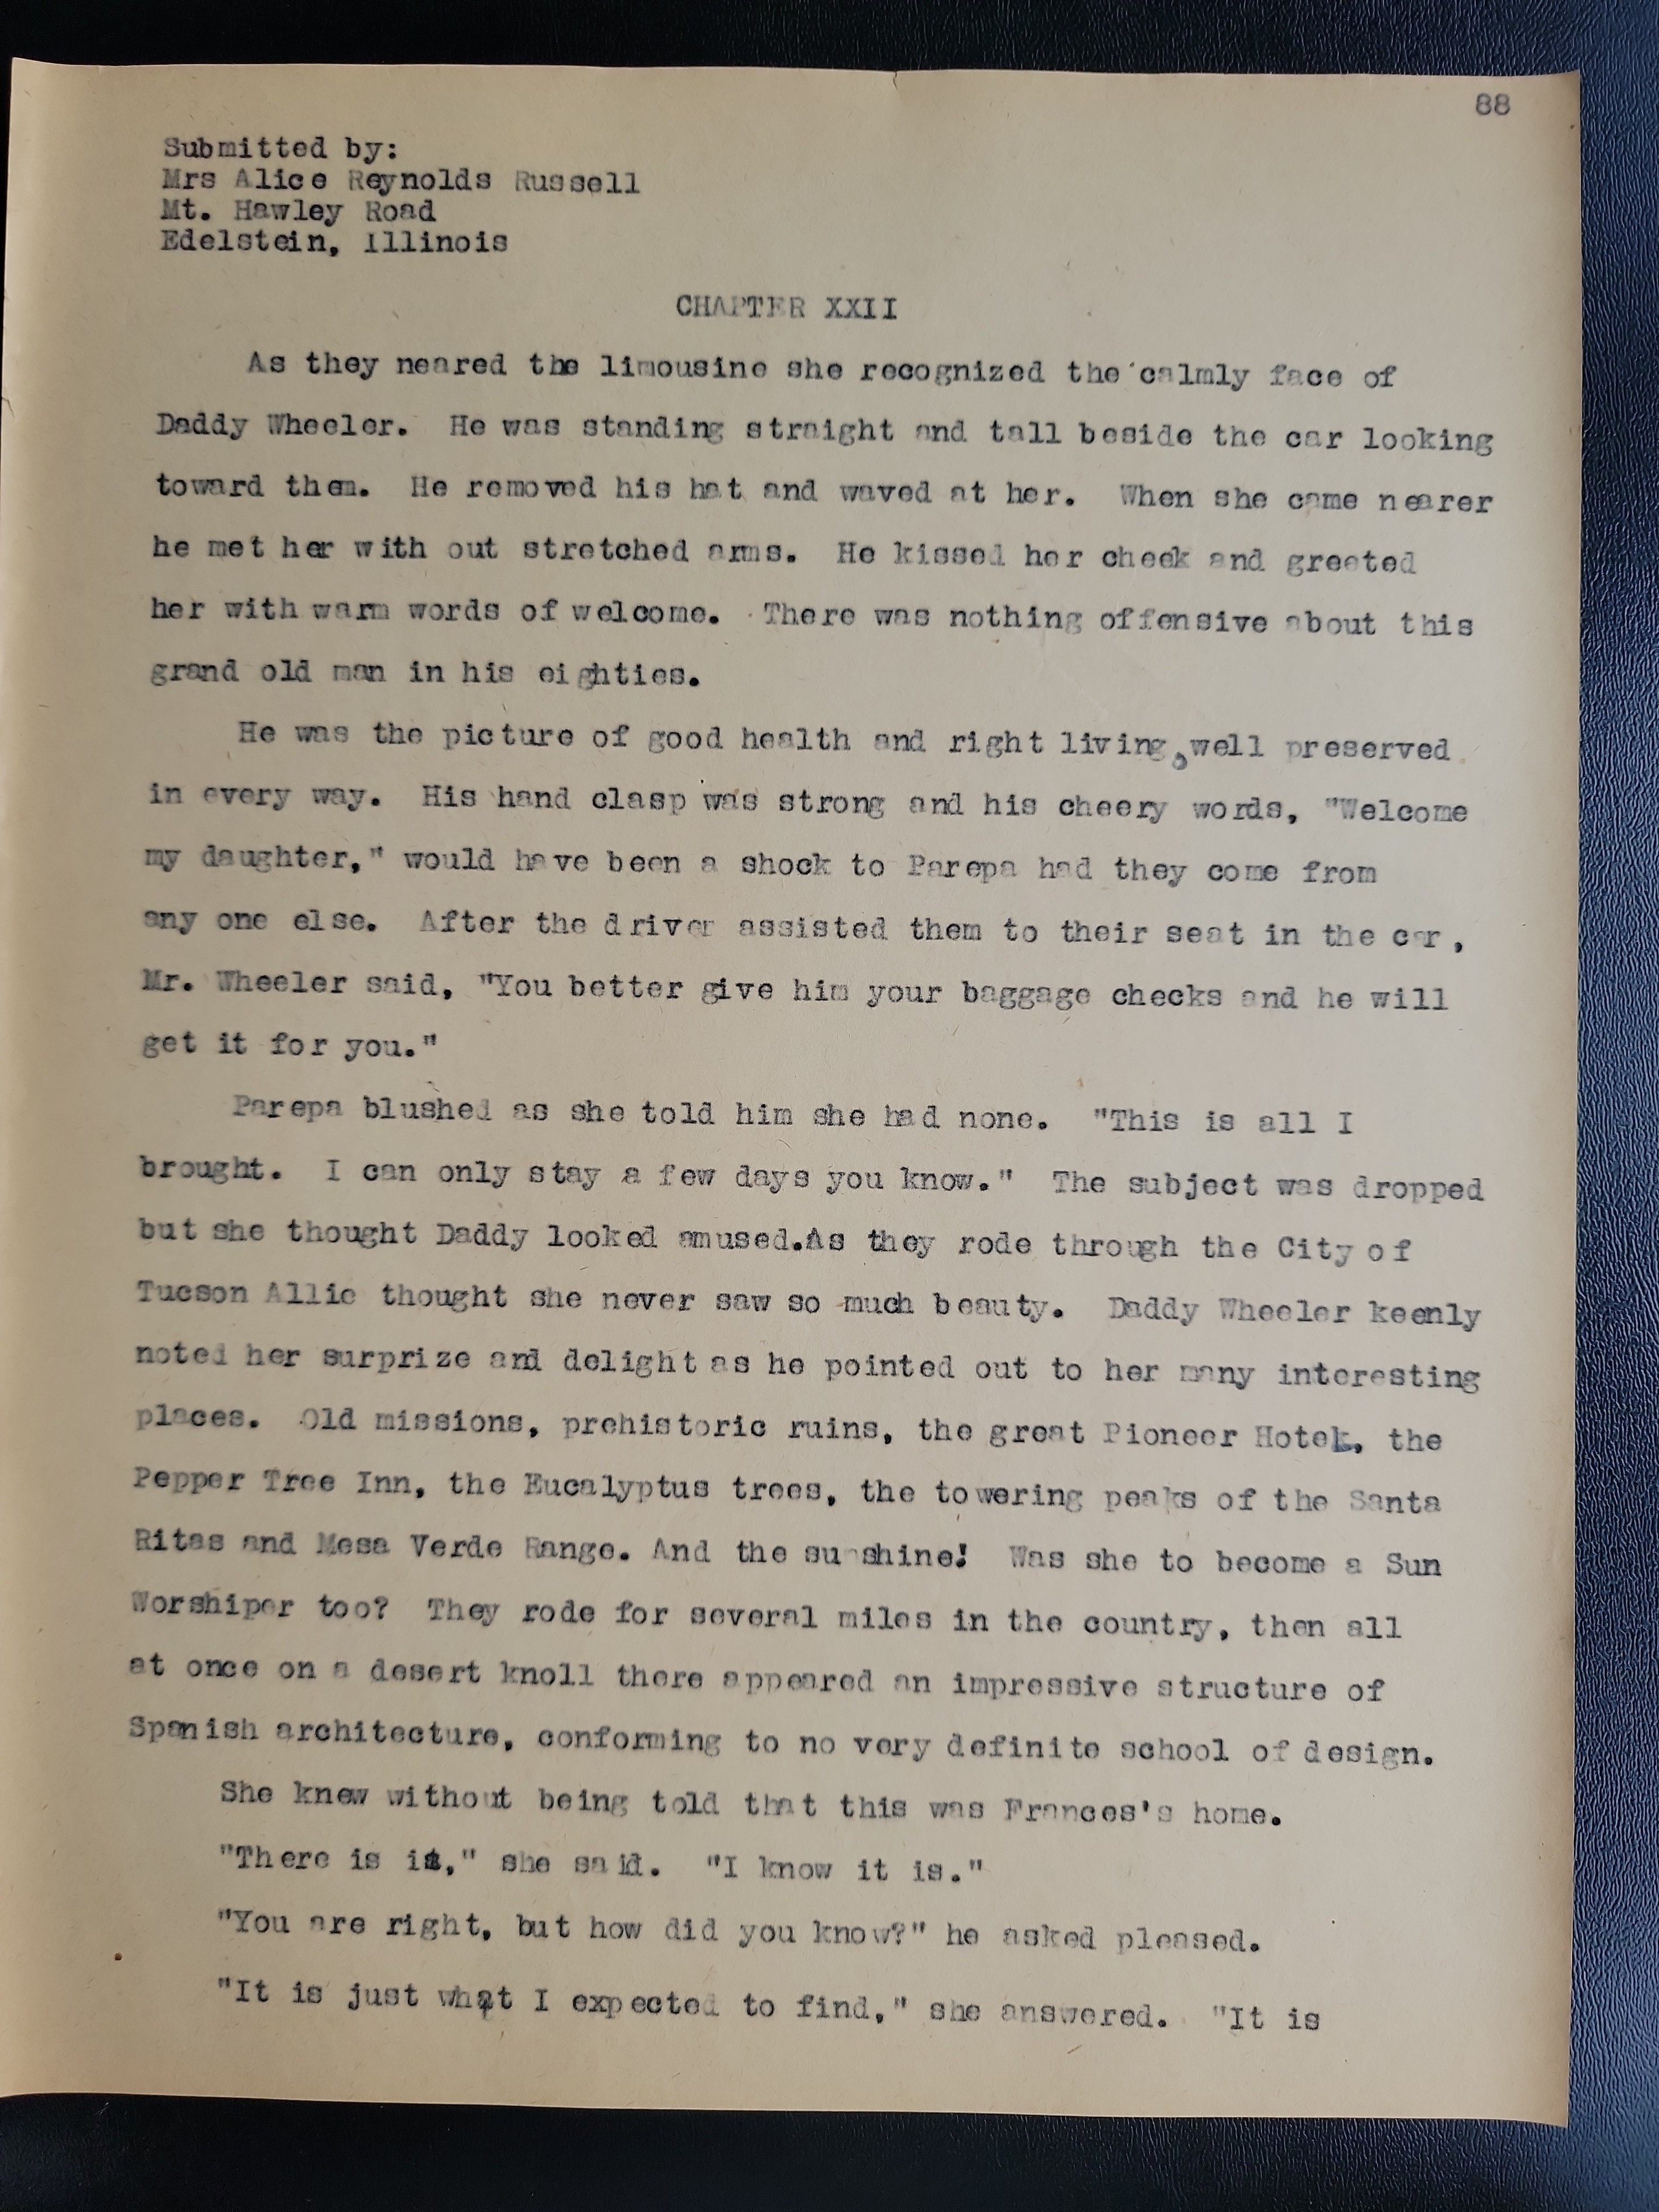 88
Submitted by:
Mrs Alice Reynolds Russell
Mt. Hawley Road
Edelstein, Illinois
CHAPTER XXII
As they neared the limousine she recognized the calmly face of
Daddy Wheeler. He was standing straight and tall beside the car looking
toward them. He removed his hat and waved at her. When she came nearer
he met her with out stretched arms. He kissed her cheek and greeted
her with warm words of welcome. There was nothing offensive about this
grand old man in his eighties.
He was the picture of good health and right living, well preserved
in every way. His hand clasp was strong and his cheery words, "Welcome
my daughter," would have been a shock to Parepa had they come from
any one else. After the driver assisted them to their seat in the car,
Mr. Wheeler said, "You better give him your baggage checks and he will
get it for you."
Parepa blushed as she told him she had none. "This is all I
brought. I can only stay a few days you know." The subject was dropped
but she thought Daddy looked amused.As they rode through the City of
Tucson Allie thought she never saw so much beauty. Daddy Wheeler keenly
noted her surprize and delight as he pointed out to her many interesting
places. Old missions, prehistoric ruins, the great Pioneer Hotel, the
Pepper Tree Inn, the Eucalyptus trees, the towering peaks of the Santa
Ritas and Mesa Verde Range. And the sunshine! Was she to become a Sun
Worshiper too? They rode for several miles in the country, then all
at once on a desert knoll there appeared an impressive structure of
Spanish architecture, conforming to no very definite school of design.
She knew without being told that this was Frances's home.
"There is it," she said. "I know it is."
"You are right, but how did you know?" he asked pleased.
"It is just what I expected to find," she answered. "It is